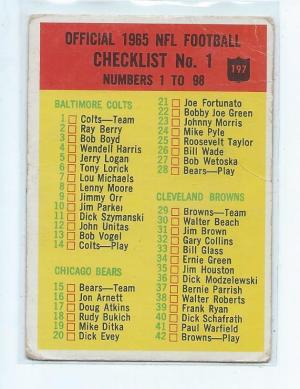 OFFICIAL 1965 NFL FOOTBALL
CHECKLIST No. 1
197
NUMBERS 1 TO 98
BALTIMORE COLTS
1 Colts—Team
2 Ray Berry
3 Bob Boyd
4 Wendell Harris
5 Jerry Logan
6 Tony Lorick
7 Lou Michaels
8 Lenny Moore
9 Jimmy Orr
10 Jim Parker
11 Dick Szymanski
12 John Unitas
13 Bob Vogel
14 Colts—Play
CHICAGO BEARS
15 Bears—Team
16 Jon Arnett
17 Doug Atkins
18 Rudy Bukich
19 Mike Ditka
20 Dick Evey
21 Joe Fortunato
22 Bobby Joe Green
23 Johnny Morris
24 Mike Pyle
25 Roosevelt Taylor
26 Bill Wade
27 Bob Wetoska
28 Bears—Play
CLEVELAND BROWNS
29 Browns—Team
30 Walter Beach
31 Jim Brown
32 Gary Collins
33 Bill Glass
34 Ernie Green
35 Jim Houston
36 Dick Modzelewski
37 Bernie Parrish
38 Walter Roberts
39 Frank Ryan
40 Dick Schafrath
41 Paul Warfield
42 Browns—Play